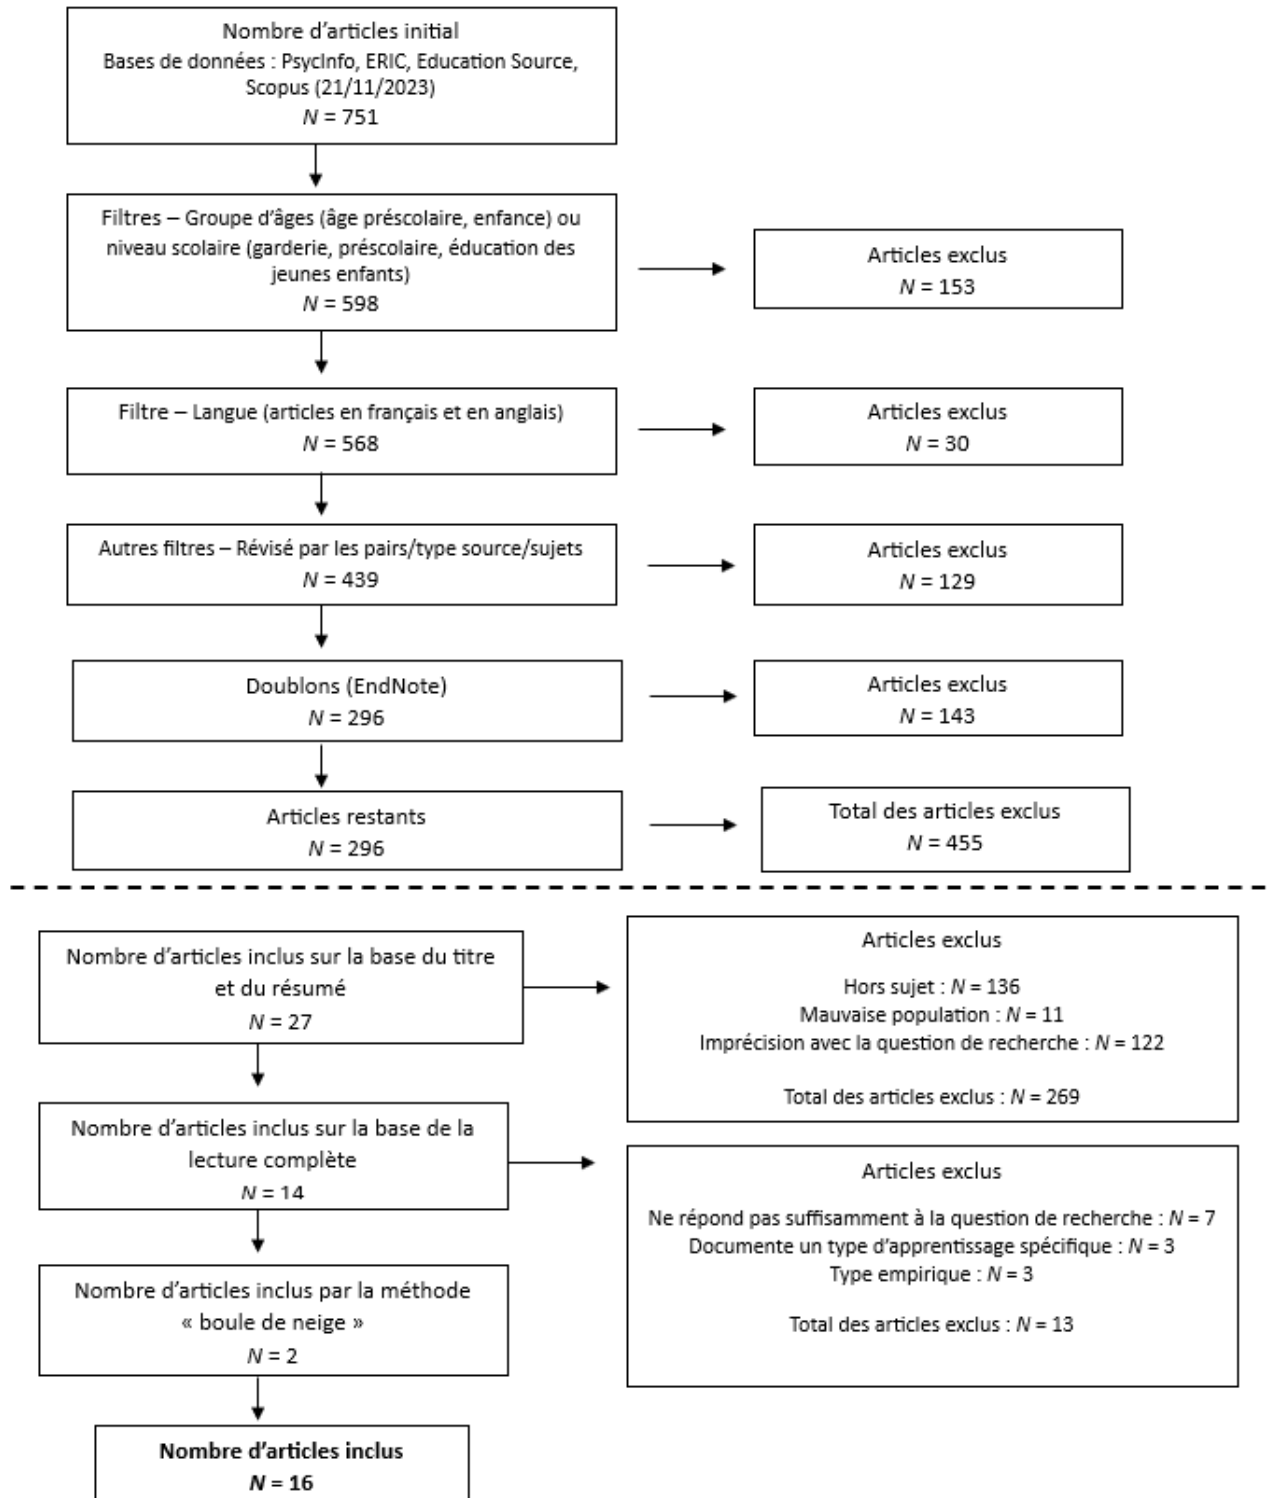 Nombre d'articles initial
Bases de données : PsycInfo, ERIC, Education Source,
Scopus (21/11/2023)
N = 751
Filtres – Groupe d'âges (âge préscolaire, enfance) ou
niveau scolaire (garderie, préscolaire, éducation des
jeunes enfants)
N = 598
Articles exclus
N = 153
Filtre – Langue (articles en français et en anglais)
N = 568
Articles exclus
N = 30
Autres filtres – Révisé par les pairs/type source/sujets
N = 439
Articles exclus
N = 129
Doublons (EndNote)
N = 296
Articles exclus
N = 143
Articles restants
N = 296
Total des articles exclus
N = 455
Nombre d'articles inclus sur la base du titre
et du résumé
N = 27
Articles exclus
Hors sujet : N = 136
Mauvaise population : N = 11
Imprécision avec la question de recherche : N = 122
Total des articles exclus : N = 269
Nombre d'articles inclus sur la base de la
lecture complète
N = 14
Articles exclus
Ne répond pas suffisamment à la question de recherche : N = 7
Documente un type d'apprentissage spécifique : N = 3
Type empirique : N = 3
Total des articles exclus : N = 13
Nombre d'articles inclus par la méthode
« boule de neige »
N = 2
Nombre d'articles inclus
N = 16